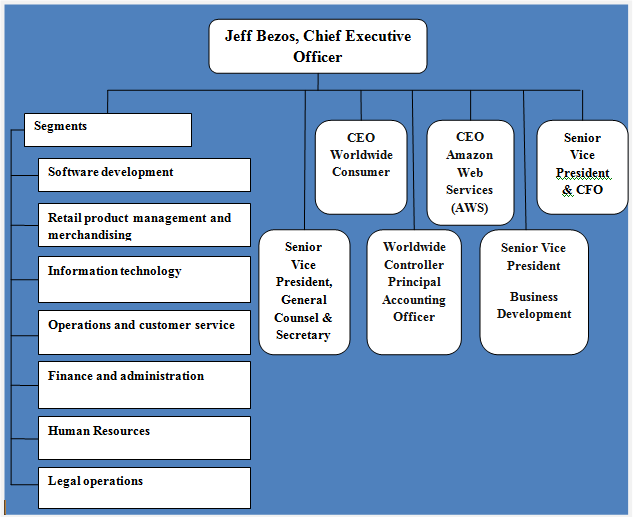 Jeff Bezos, Chief Executive
Officer
Segments
Software development
Retail product management and
merchandising
Information technology
Operations and customer service
Finance and administration
Human Resources
Legal operations
CEO
Worldwide
Consumer
CEO
Amazon
Web
Services
(AWS)
Senior
Vice
President
& CFO
Senior
Vice
President,
General
Counsel &
Secretary
Worldwide
Controller
Principal
Accounting
Officer
Senior Vice
President
Business
Development